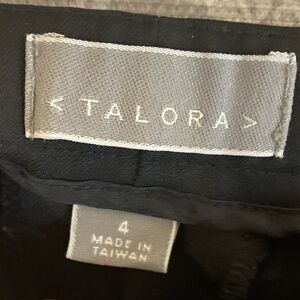 < TALORA >
4
MADE IN
TAIWAN